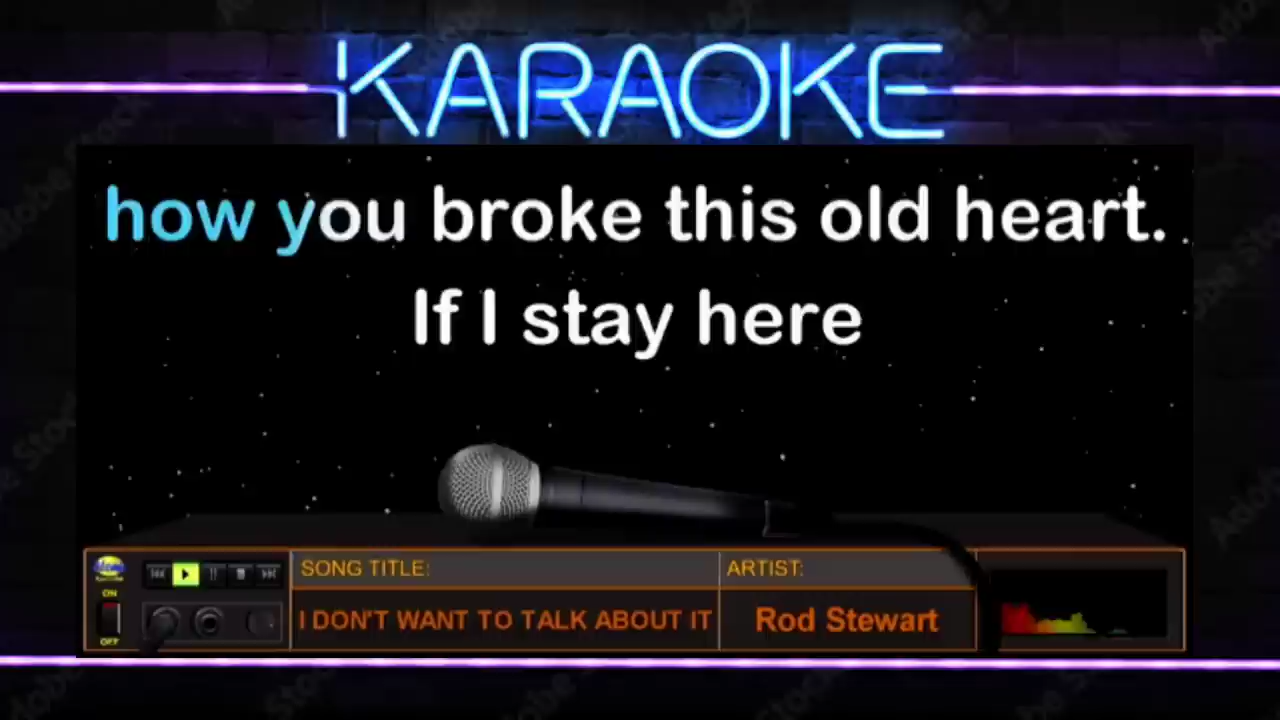 KARAOKE
how you broke this old heart.
If I stay here
SONG TITLE:
ARTIST:
ON
I DON'T WANT TO TALK ABOUT IT
Rod Stewart
OFF